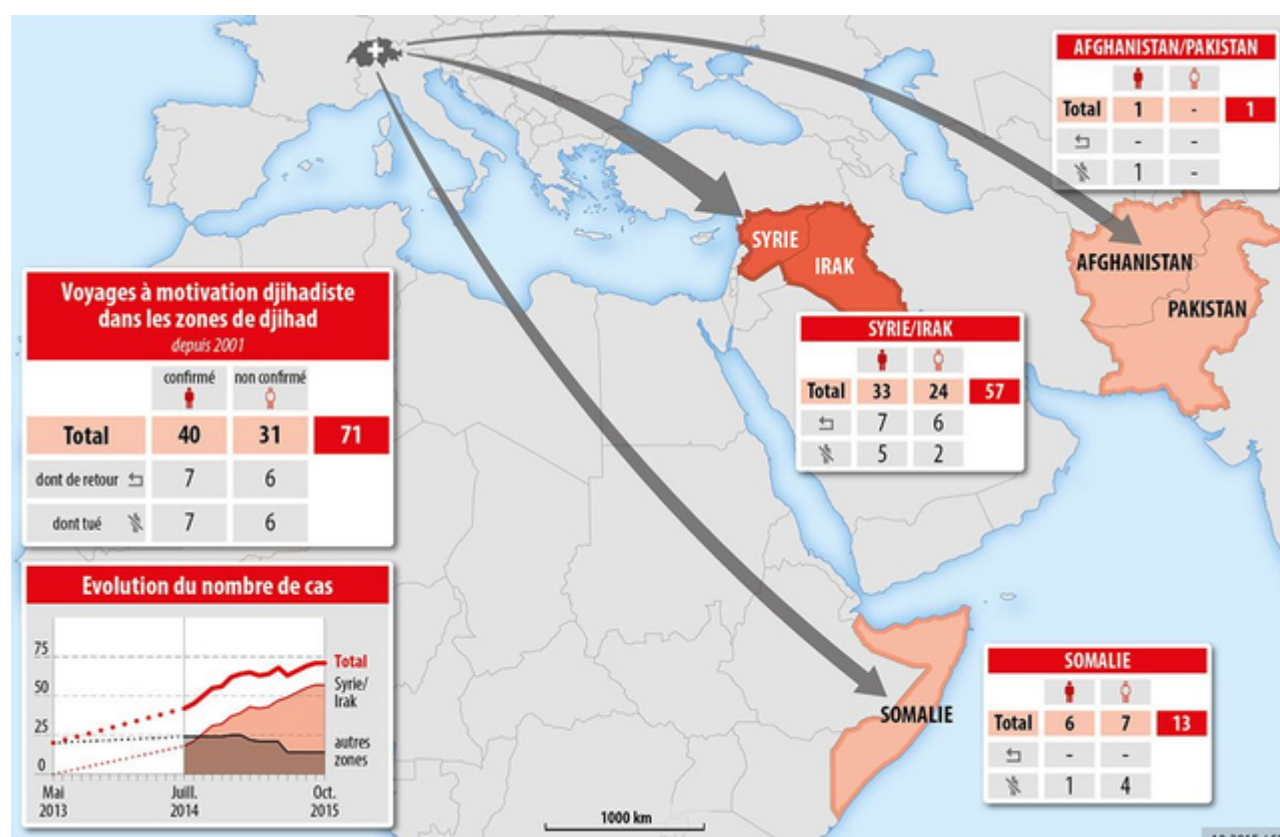 AFGHANISTAN/PAKISTAN
Total 1 - 1
- -
1 -
SYRIE
IRAK
AFGHANISTAN
PAKISTAN
Voyages à motivation djihadiste
dans les zones de djihad
depuis 2001
confirmé non confirmé
Total 40 31 71
dont de retour 7 6
dont tué 7 6
SYRIE/IRAK
Total 33 24 57
7 6
5 2
Evolution du nombre de cas
75
50
25
0
Total
Syrie/
Irak
autres
zones
Mai
2013
Juill.
2014
Oct.
2015
SOMALIE
SOMALIE
Total 6 7 13
- -
1 4
1000 km